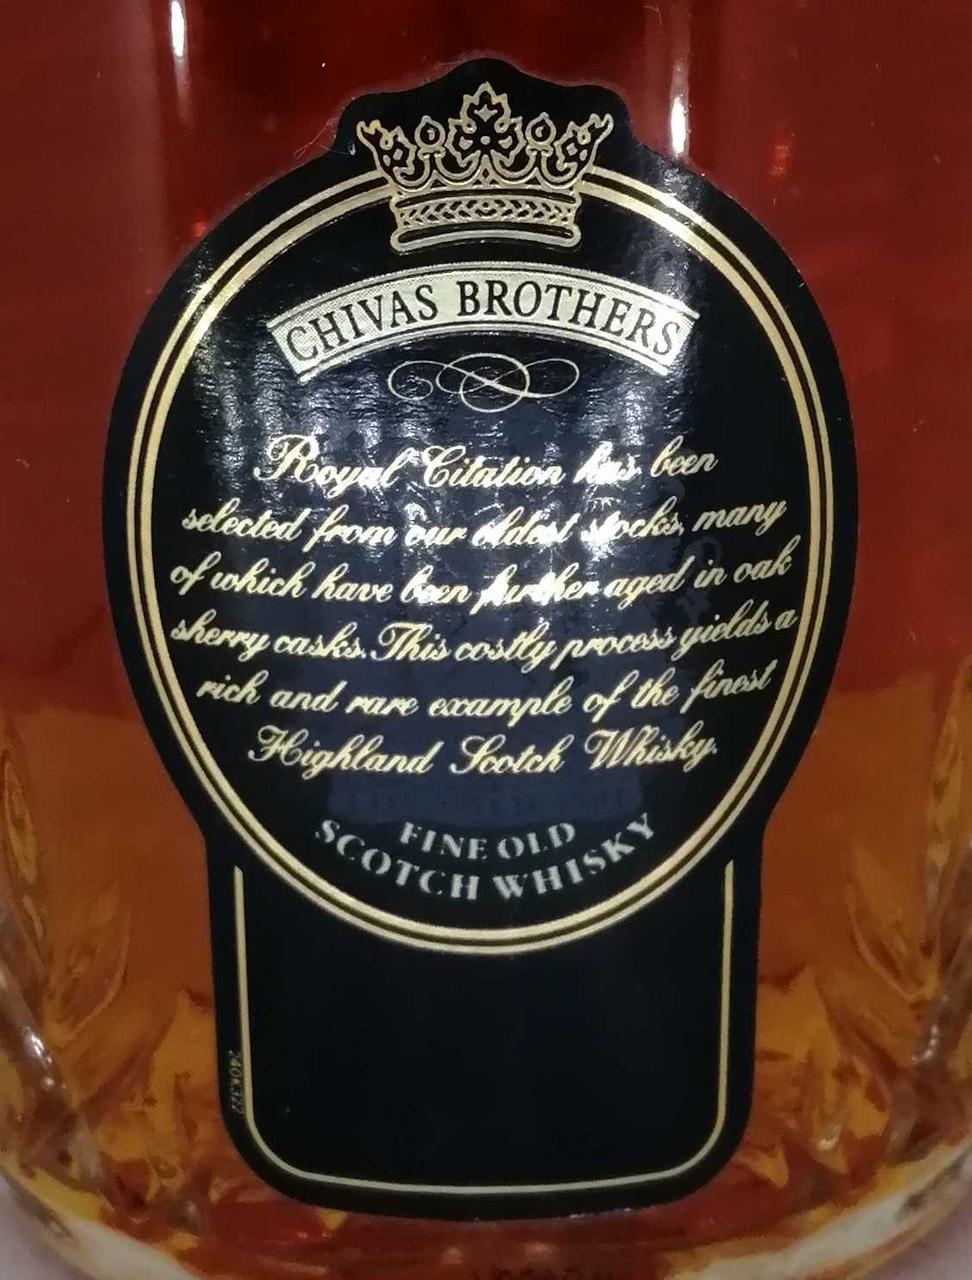 CHIVAS BROTHERS
Royal Citation has been
selected from our oldest stocks, many
of which have been further aged in oak
sherry casks. This costly process yields a
rich and rare example of the finest
Highland Scotch Whisky.
FINE OLD
SCOTCH WHISKY